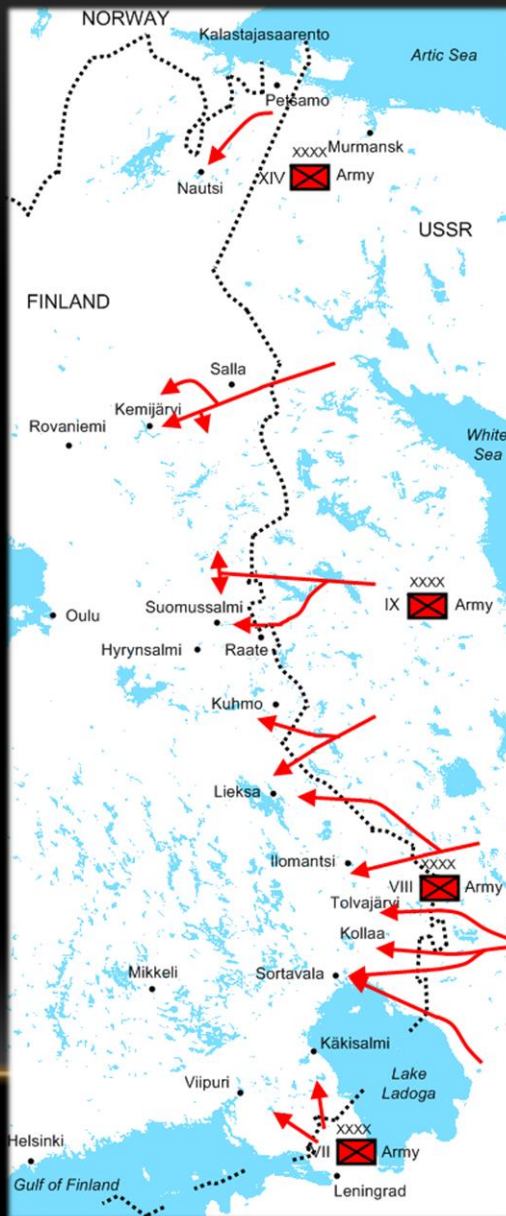 NORWAY
Kalastajasaarento
Artic Sea
Petsamo
Murmansk
XXXX
XIV Army
Nautsi
USSR
FINLAND
Salla
Kemijärvi
Rovaniemi
White
Sea
XXXX
IX Army
Suomussalmi
Oulu
Hyrynsalmi
Raate
Kuhmo
Lieksa
Ilomantsi
XXXX
VIII Army
Tolvajärvi
Kollaa
Mikkeli
Sortavala
Käkisalmi
Viipuri
Lake
Ladoga
XXXX
VII Army
Helsinki
Gulf of Finland
Leningrad